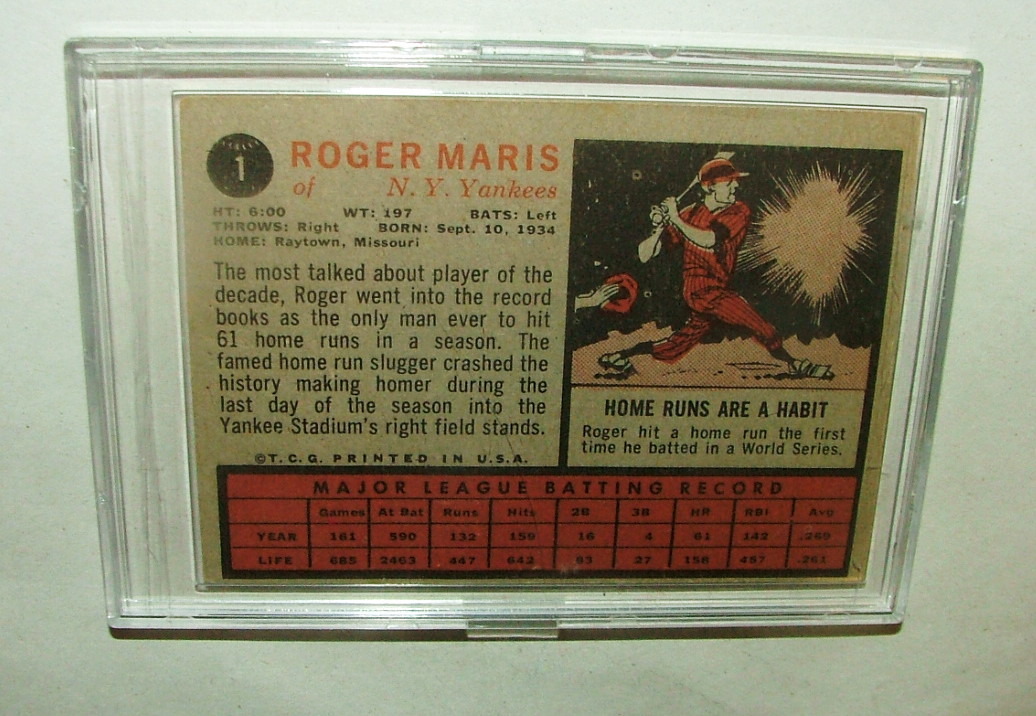 1
ROGER MARIS
of N. Y. Yankees
HT: 6:00 WT: 197 BATS: Left
THROWS: Right BORN: Sept. 10, 1934
HOME: Raytown, Missouri
The most talked about player of the
decade, Roger went into the record
books as the only man ever to hit
61 home runs in a season. The
famed home run slugger crashed the
history making homer during the
last day of the season into the
Yankee Stadium's right field stands.
©T.C.G. PRINTED IN U.S.A.
HOME RUNS ARE A HABIT
Roger hit a home run the first
time he batted in a World Series.
MAJOR LEAGUE BATTING RECORD
Games At Bat Runs Hits 2B 3B HR RBI Avg
YEAR 161 590 132 159 16 4 61 142 .269
LIFE 685 2463 447 642 93 27 158 457 .261